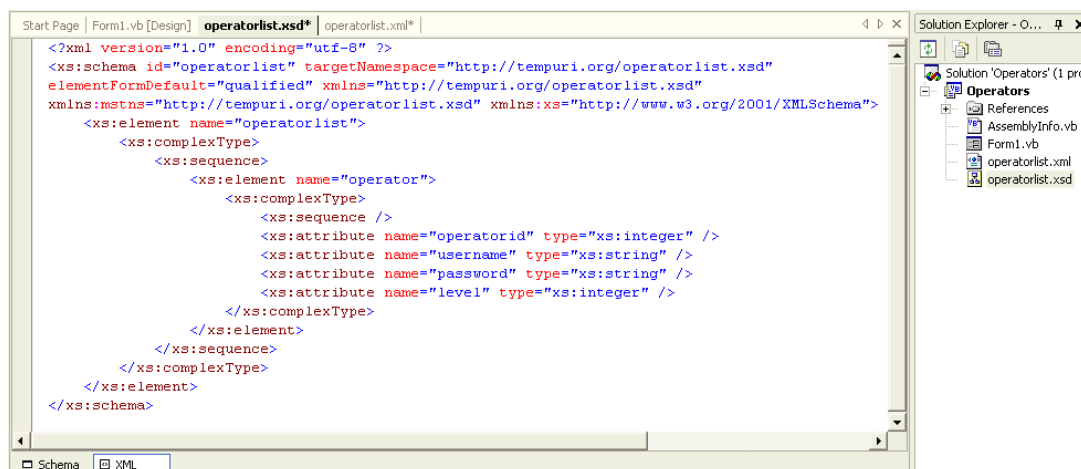 Start Page | Form1.vb [Design] | operatorlist.xsd* | operatorlist.xml*
<?xml version="1.0" encoding="utf-8" ?>
<xs:schema id="operatorlist" targetNamespace="http://tempuri.org/operatorlist.xsd"
elementFormDefault="qualified" xmlns="http://tempuri.org/operatorlist.xsd"
xmlns:mstns="http://tempuri.org/operatorlist.xsd" xmlns:xs="http://www.w3.org/2001/XMLSchema">
<xs:element name="operatorlist">
<xs:complexType>
<xs:sequence>
<xs:element name="operator">
<xs:complexType>
<xs:sequence />
<xs:attribute name="operatorid" type="xs:integer" />
<xs:attribute name="username" type="xs:string" />
<xs:attribute name="password" type="xs:string" />
<xs:attribute name="level" type="xs:integer" />
</xs:complexType>
</xs:element>
</xs:sequence>
</xs:complexType>
</xs:element>
</xs:schema>
Schema XML
Solution Explorer - O...
Solution 'Operators' (1 pro
Operators
References
AssemblyInfo.vb
Form1.vb
operatorlist.xml
operatorlist.xsd